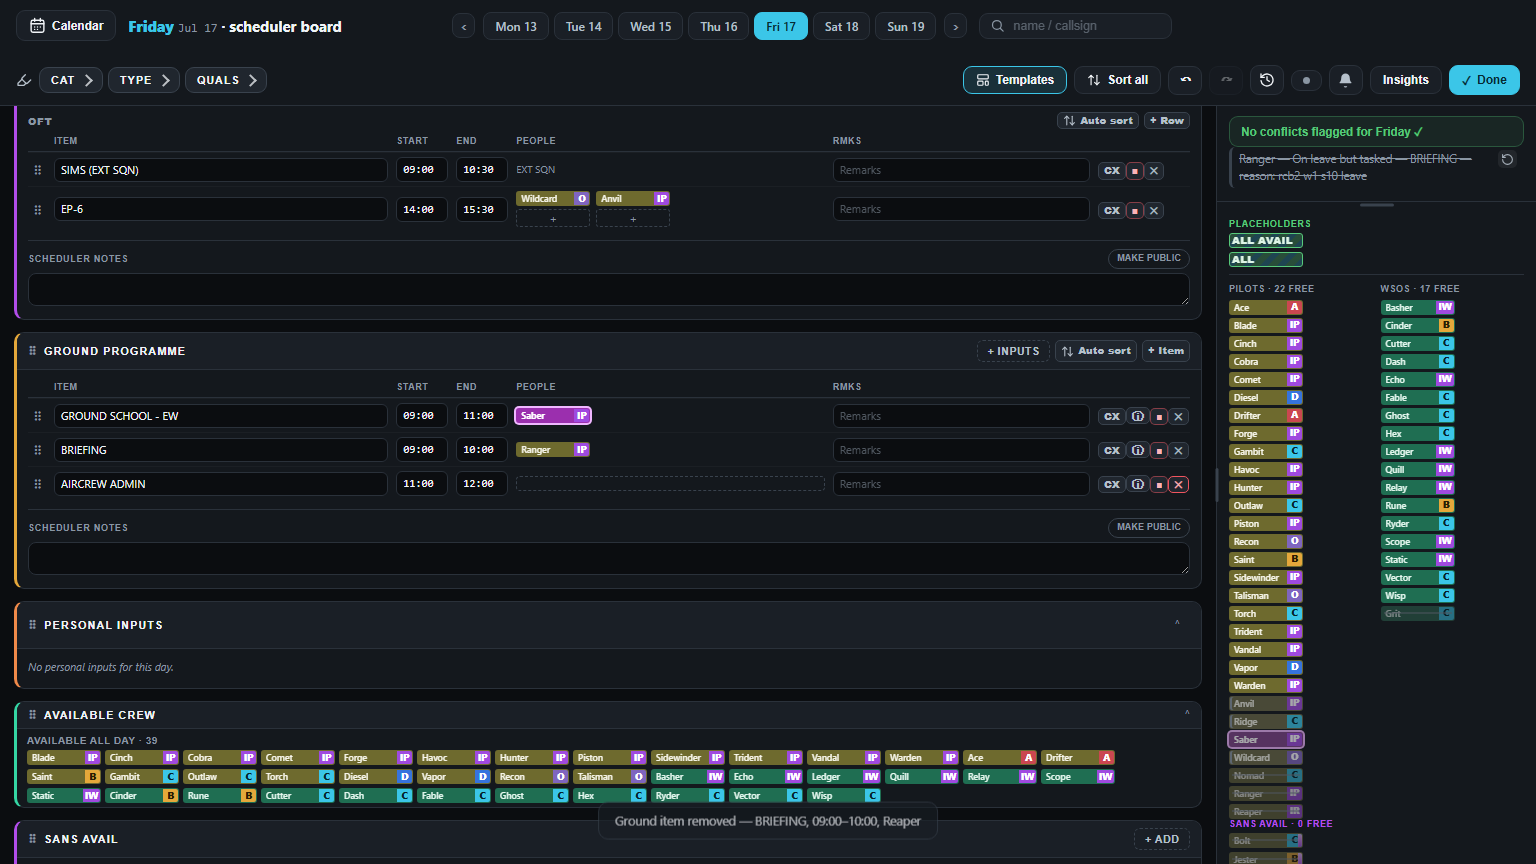 Calendar
Friday Jul 17 · scheduler board
‹ Mon 13 Tue 14 Wed 15 Thu 16 Fri 17 Sat 18 Sun 19 ›
name / callsign
CAT TYPE QUALS
Templates Sort all Insights ✓ Done
OFT
Auto sort + Row
ITEM START END PEOPLE RMKS
SIMS (EXT SQN) 09:00 10:30 EXT SQN Remarks CX ✕
EP-6 14:00 15:30 Wildcard O Anvil IP Remarks CX ✕
+ +
SCHEDULER NOTES MAKE PUBLIC
GROUND PROGRAMME + INPUTS Auto sort + Item
ITEM START END PEOPLE RMKS
GROUND SCHOOL - EW 09:00 11:00 Saber IP Remarks CX ✕
BRIEFING 09:00 10:00 Ranger IP Remarks CX ✕
AIRCREW ADMIN 11:00 12:00 Remarks CX ✕
SCHEDULER NOTES MAKE PUBLIC
PERSONAL INPUTS
No personal inputs for this day.
AVAILABLE CREW
AVAILABLE ALL DAY · 39
Blade IP Cinch IP Cobra IP Comet IP Forge IP Havoc IP Hunter IP Piston IP Sidewinder IP Trident IP Vandal IP Warden IP Ace A Drifter A
Saint B Gambit C Outlaw C Torch C Diesel D Vapor D Recon O Talisman O Basher IW Echo IW Ledger IW Quill IW Relay IW Scope IW
Static IW Cinder B Rune B Cutter C Dash C Fable C Ghost C Hex C Ryder C Vector C Wisp C
Ground item removed — BRIEFING, 09:00–10:00, Reaper
SANS AVAIL + ADD
No conflicts flagged for Friday ✓
Ranger — On leave but tasked — BRIEFING —
reason: rcb2 w1 s10 leave
PLACEHOLDERS
ALL AVAIL
ALL
PILOTS · 22 FREE
Ace A
Blade IP
Cinch IP
Cobra IP
Comet IP
Diesel D
Drifter A
Forge IP
Gambit C
Havoc IP
Hunter IP
Outlaw C
Piston IP
Recon O
Saint B
Sidewinder IP
Talisman O
Torch C
Trident IP
Vandal IP
Vapor D
Warden IP
Anvil IP
Ridge C
Saber IP
Wildcard O
Nomad C
Ranger IP
Reaper IP
WSOS · 17 FREE
Basher IW
Cinder B
Cutter C
Dash C
Echo IW
Fable C
Ghost C
Hex C
Ledger IW
Quill IW
Relay IW
Rune B
Ryder C
Scope IW
Static IW
Vector C
Wisp C
Grit C
SANS AVAIL · 0 FREE
Bolt C
Jester B